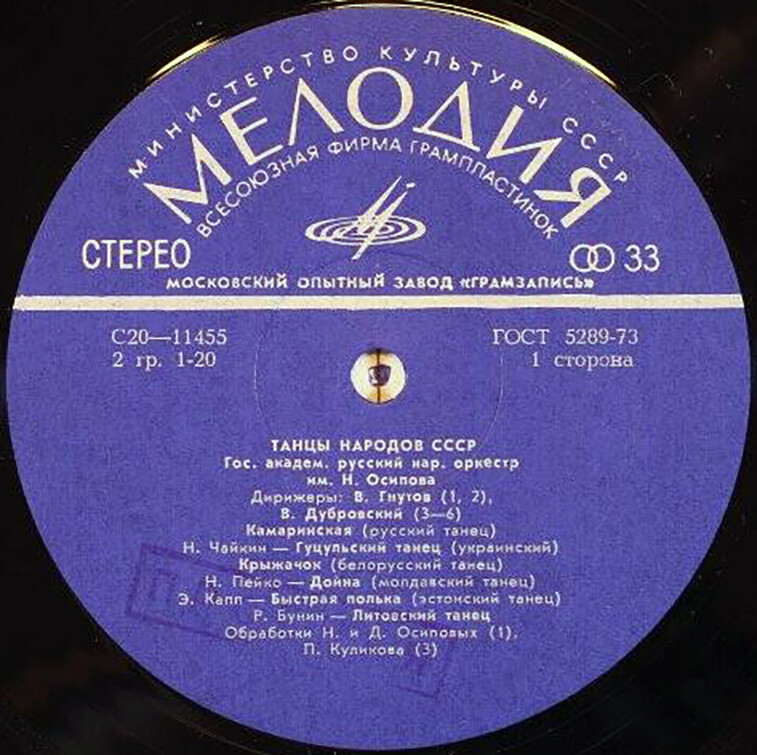 МИНИСТЕРСТВО КУЛЬТУРЫ СССР
МЕЛОДИЯ
ВСЕСОЮЗНАЯ ФИРМА ГРАМПЛАСТИНОК
СТЕРЕО
33
МОСКОВСКИЙ ОПЫТНЫЙ ЗАВОД «ГРАМЗАПИСЬ»
С20—11455
ГОСТ 5289-73
2 гр. 1-20
1 сторона
ТАНЦЫ НАРОДОВ СССР
Гос. академ. русский нар. оркестр
им. Н. Осипова
Дирижеры: В. Гнутов (1, 2),
В. Дубровский (3—6)
Камаринская (русский танец)
Н. Чайкин — Гуцульский танец (украинский)
Крыжачок (белорусский танец)
Н. Пейко — Дойна (молдавский танец)
Э. Капп — Быстрая полька (эстонский танец)
Р. Бунин — Литовский танец
Обработки Н. и Д. Осиповых (1),
П. Куликова (3)